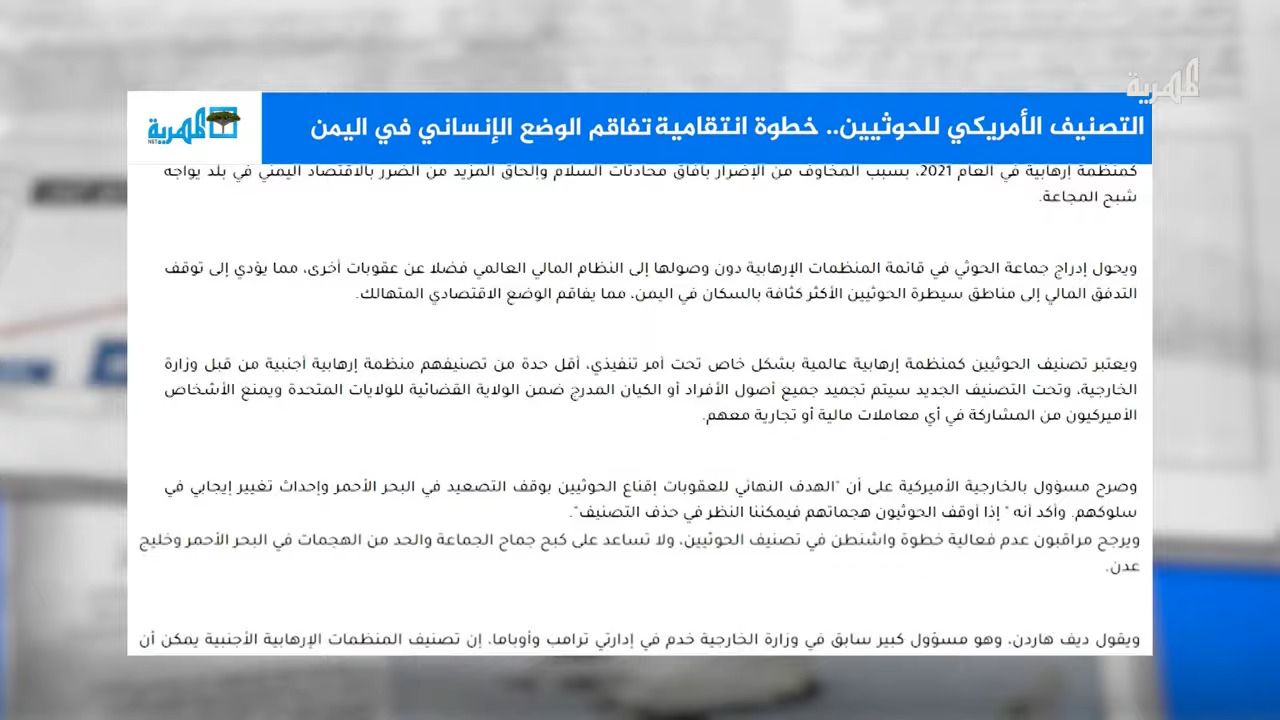 المهرية
التصنيف الأمريكي للحوثيين.. خطوة انتقامية تفاقم الوضع الإنساني في اليمن
المهرية
NET
كمنظمة إرهابية في العام 2021، بسبب المخاوف من الإضرار بآفاق محادثات السلام وإلحاق المزيد من الضرر بالاقتصاد اليمني في بلد يواجه
شبح المجاعة.
ويحول إدراج جماعة الحوثي في قائمة المنظمات الإرهابية دون وصولها إلى النظام المالي العالمي فضلا عن عقوبات أخرى، مما يؤدي إلى توقف
التدفق المالي إلى مناطق سيطرة الحوثيين الأكثر كثافة بالسكان في اليمن، مما يفاقم الوضع الاقتصادي المتهالك.
ويعتبر تصنيف الحوثيين كمنظمة إرهابية عالمية بشكل خاص تحت أمر تنفيذي، أقل حدة من تصنيفهم منظمة إرهابية أجنبية من قبل وزارة
الخارجية، وتحت التصنيف الجديد سيتم تجميد جميع أصول الأفراد أو الكيان المدرج ضمن الولاية القضائية للولايات المتحدة ويمنع الأشخاص
الأميركيون من المشاركة في أي معاملات مالية أو تجارية معهم.
وصرح مسؤول بالخارجية الأميركية على أن "الهدف النهائي للعقوبات إقناع الحوثيين بوقف التصعيد في البحر الأحمر وإحداث تغيير إيجابي في
سلوكهم. وأكد أنه " إذا أوقف الحوثيون هجماتهم فيمكننا النظر في حذف التصنيف".
ويرجح مراقبون عدم فعالية خطوة واشنطن في تصنيف الحوثيين، ولا تساعد على كبح جماح الجماعة والحد من الهجمات في البحر الأحمر وخليج
عدن.
ويقول ديف هاردن، وهو مسؤول كبير سابق في وزارة الخارجية خدم في إدارتي ترامب وأوباما، إن تصنيف المنظمات الإرهابية الأجنبية يمكن أن